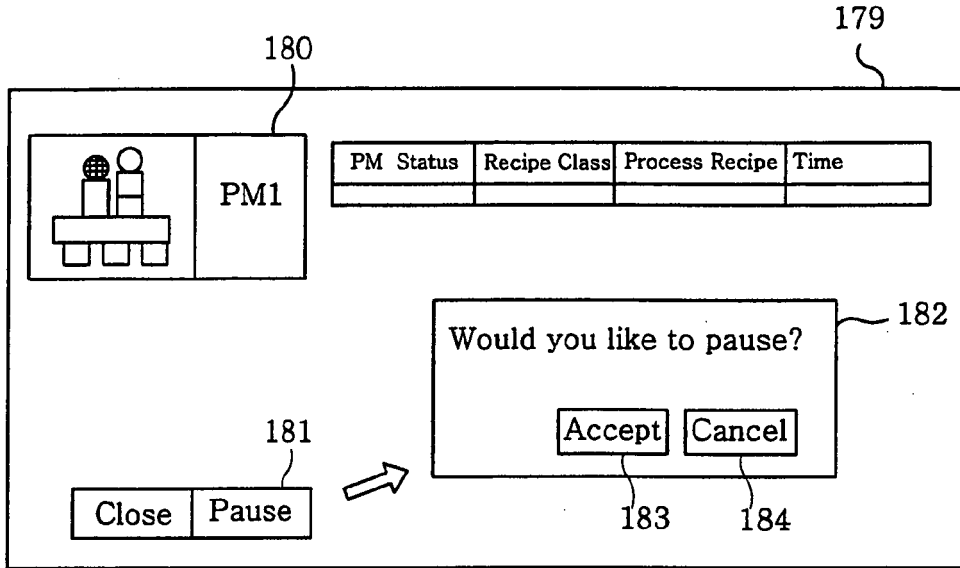 179
180
PM1
PM Status Recipe Class Process Recipe Time
182
Would you like to pause?
Accept Cancel
183 184
181
Close Pause